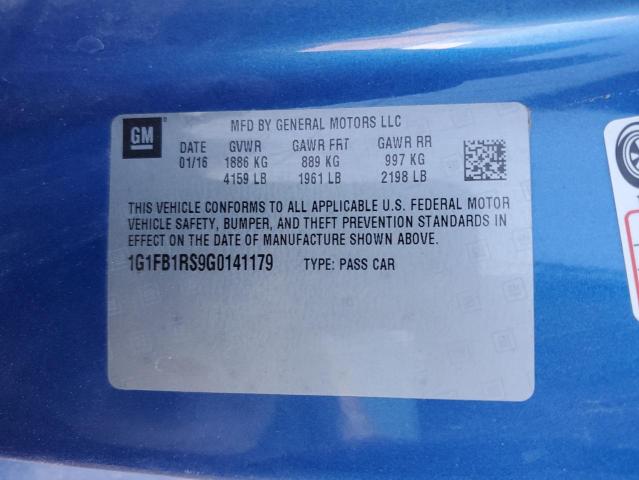 GM ® MFD BY GENERAL MOTORS LLC
DATE GVWR GAWR FRT GAWR RR
01/16 1886 KG 889 KG 997 KG
4159 LB 1961 LB 2198 LB
THIS VEHICLE CONFORMS TO ALL APPLICABLE U.S. FEDERAL MOTOR
VEHICLE SAFETY, BUMPER, AND THEFT PREVENTION STANDARDS IN
EFFECT ON THE DATE OF MANUFACTURE SHOWN ABOVE.
1G1FB1RS9G0141179 TYPE: PASS CAR